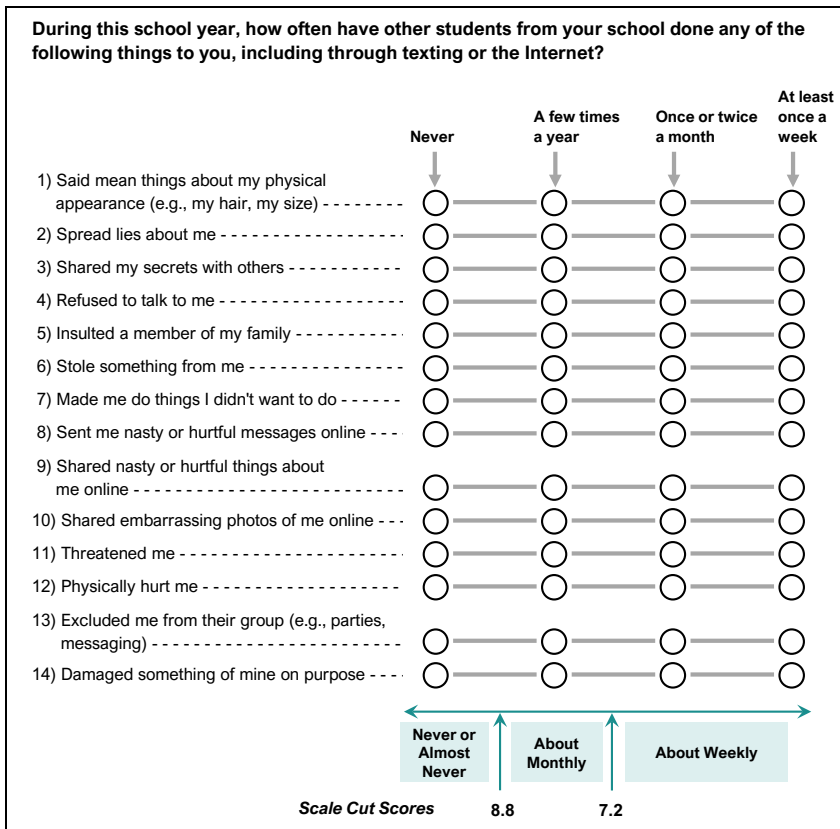 During this school year, how often have other students from your school done any of the
following things to you, including through texting or the Internet?
Never
A few times
a year
Once or twice
a month
At least
once a
week
1) Said mean things about my physical
appearance (e.g., my hair, my size) - - - - - - - -
2) Spread lies about me - - - - - - - - - - - - - - - - - -
3) Shared my secrets with others - - - - - - - - - - -
4) Refused to talk to me - - - - - - - - - - - - - - - - - -
5) Insulted a member of my family - - - - - - - - - -
6) Stole something from me - - - - - - - - - - - - - - -
7) Made me do things I didn't want to do - - - - - -
8) Sent me nasty or hurtful messages online - - -
9) Shared nasty or hurtful things about
me online - - - - - - - - - - - - - - - - - - - - - - - - - - -
10) Shared embarrassing photos of me online - - -
11) Threatened me - - - - - - - - - - - - - - - - - - - - - -
12) Physically hurt me - - - - - - - - - - - - - - - - - - -
13) Excluded me from their group (e.g., parties,
messaging) - - - - - - - - - - - - - - - - - - - - - - - - -
14) Damaged something of mine on purpose - - - -
Never or
Almost
Never
About
Monthly
About Weekly
Scale Cut Scores 8.8 7.2